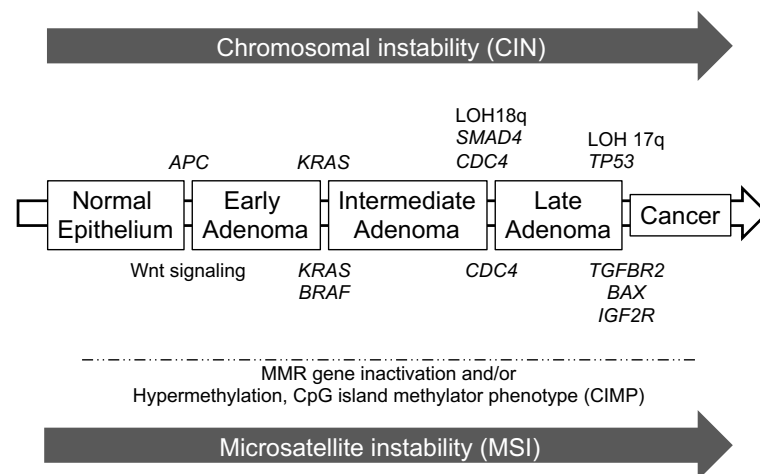 Chromosomal instability (CIN)
LOH18q
SMAD4
LOH 17q
APC
KRAS
CDC4
TP53
Normal
Epithelium
Early
Adenoma
Intermediate
Adenoma
Late
Adenoma
Cancer
Wnt signaling
KRAS
BRAF
CDC4
TGFBR2
BAX
IGF2R
MMR gene inactivation and/or
Hypermethylation, CpG island methylator phenotype (CIMP)
Microsatellite instability (MSI)